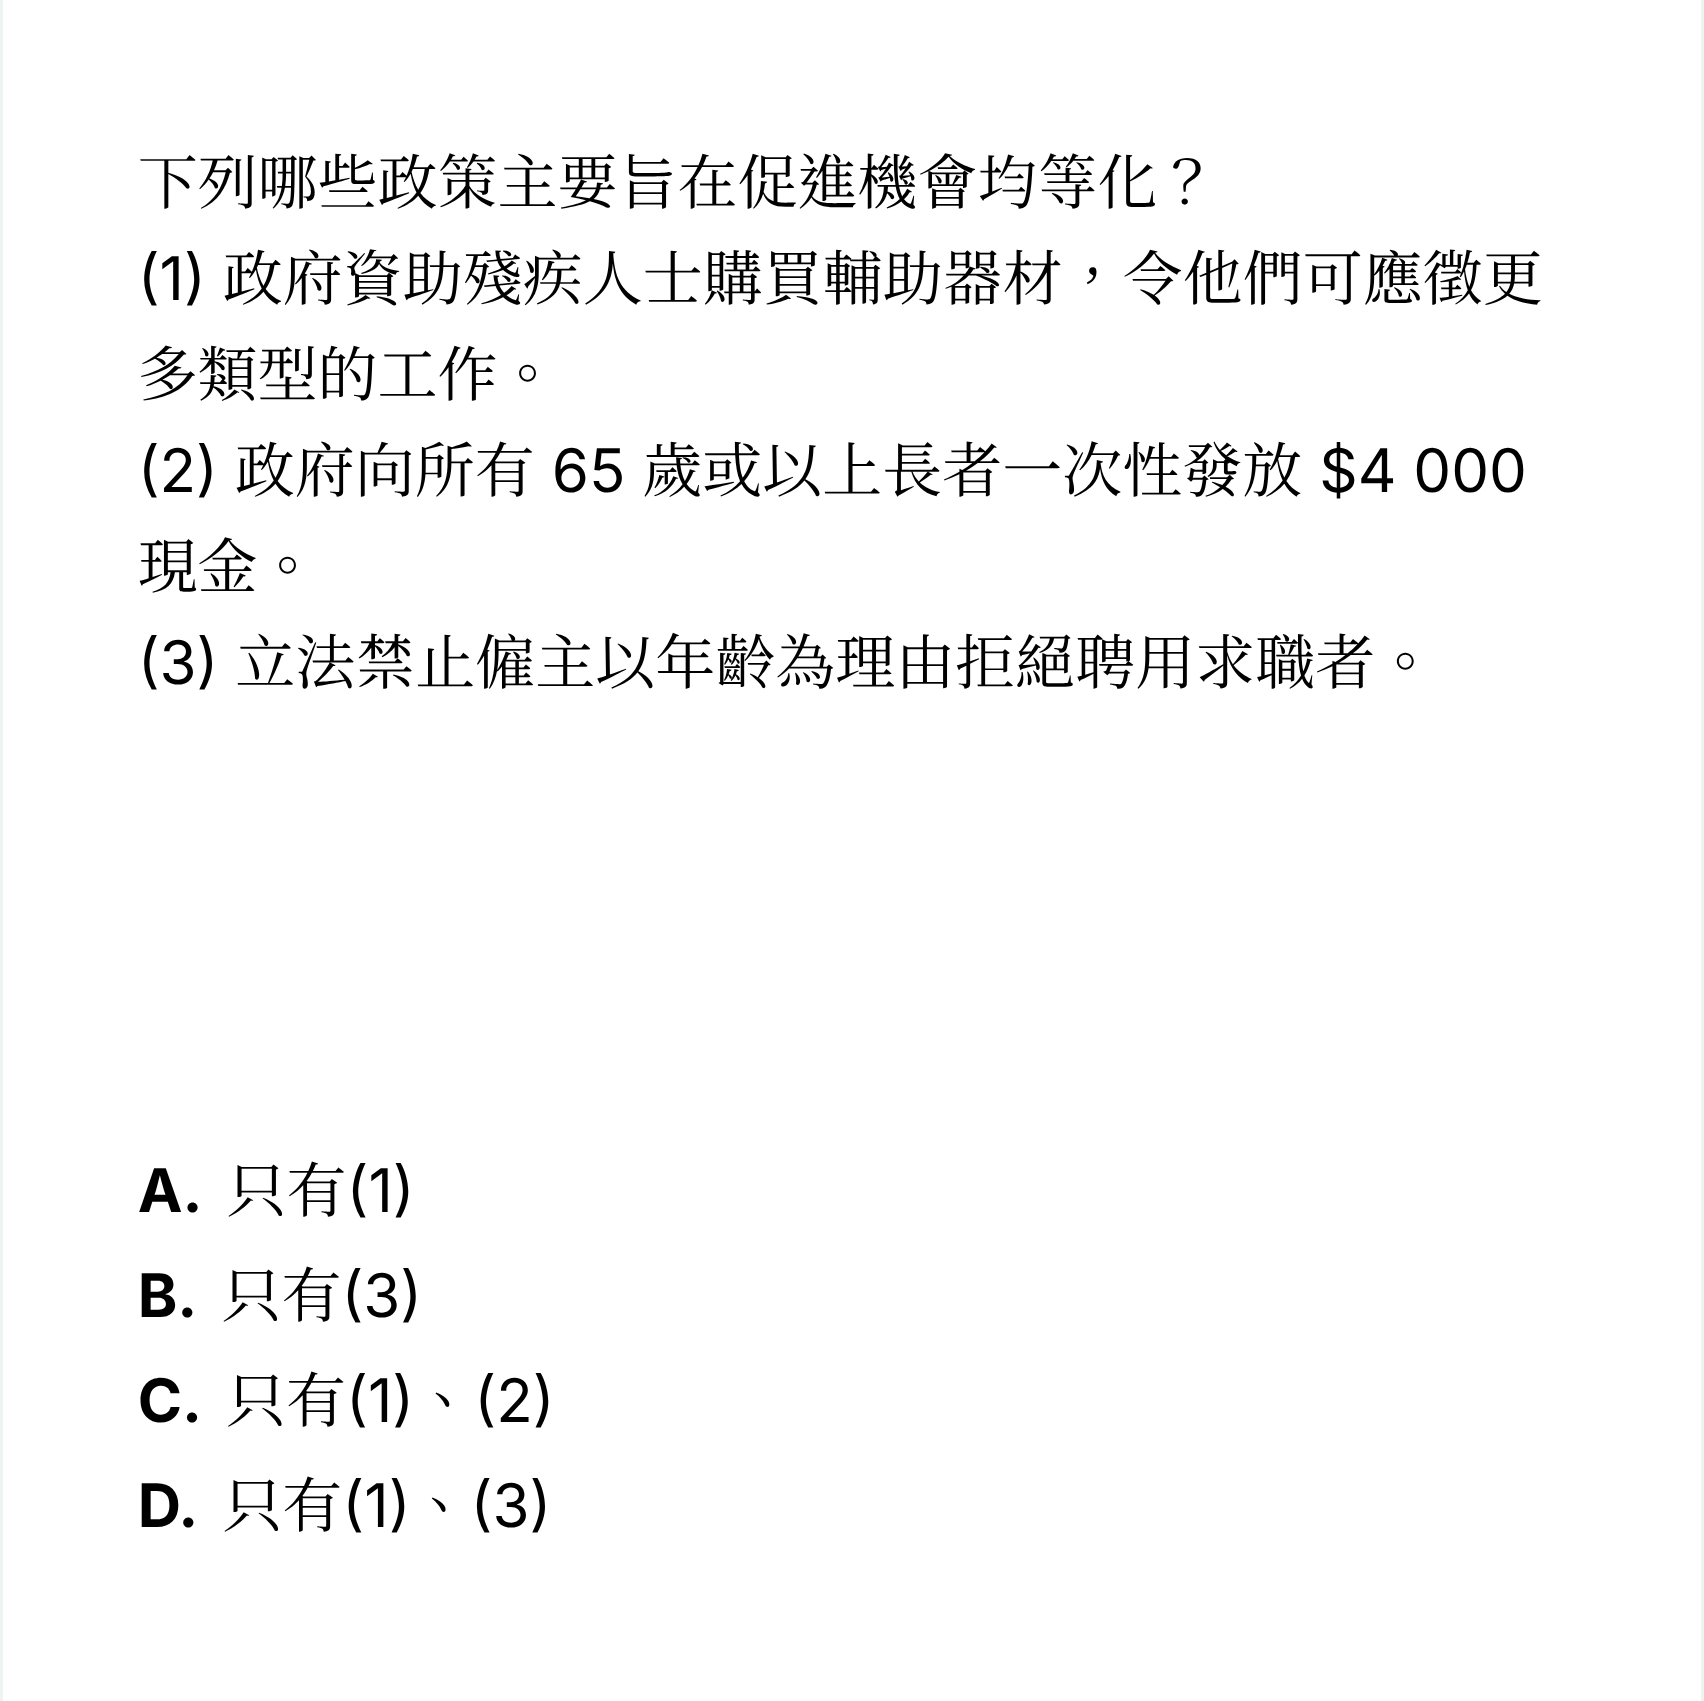 下列哪些政策主要旨在促進機會均等化？
(1) 政府資助殘疾人士購買輔助器材，令他們可應徵更
多類型的工作。
(2) 政府向所有 65 歲或以上長者一次性發放 $4 000
現金。
(3) 立法禁止僱主以年齡為理由拒絕聘用求職者。
A. 只有(1)
B. 只有(3)
C. 只有(1)、(2)
D. 只有(1)、(3)